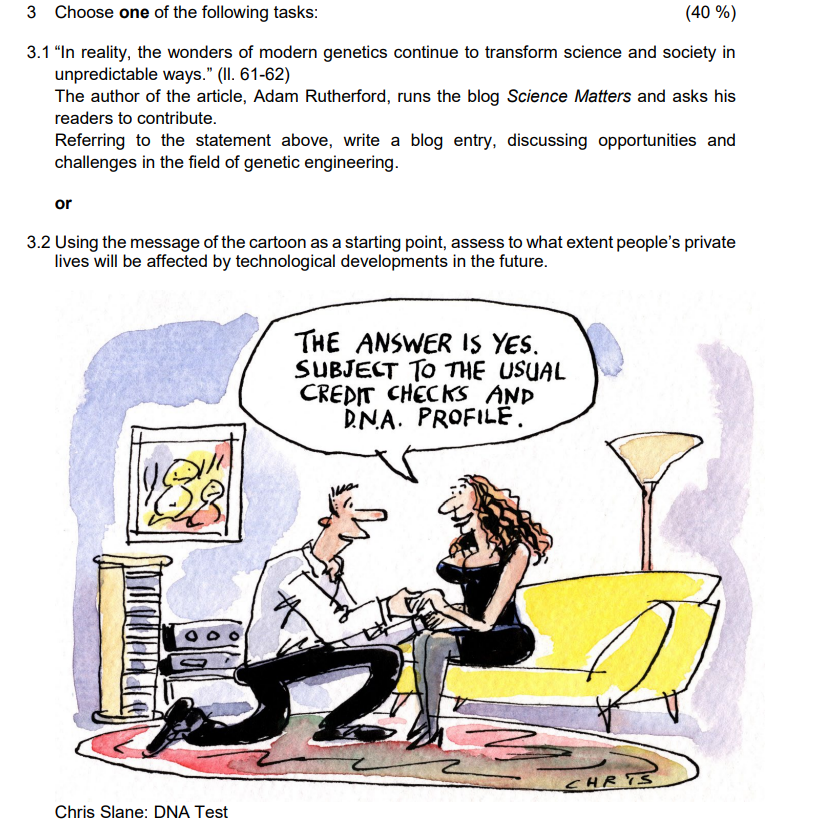 3 Choose one of the following tasks: (40 %)
3.1 “In reality, the wonders of modern genetics continue to transform science and society in
unpredictable ways.” (ll. 61-62)
The author of the article, Adam Rutherford, runs the blog Science Matters and asks his
readers to contribute.
Referring to the statement above, write a blog entry, discussing opportunities and
challenges in the field of genetic engineering.
or
3.2 Using the message of the cartoon as a starting point, assess to what extent people’s private
lives will be affected by technological developments in the future.
THE ANSWER IS YES.
SUBJECT TO THE USUAL
CREDIT CHECKS AND
D.N.A. PROFILE.
CHRIS
Chris Slane: DNA Test